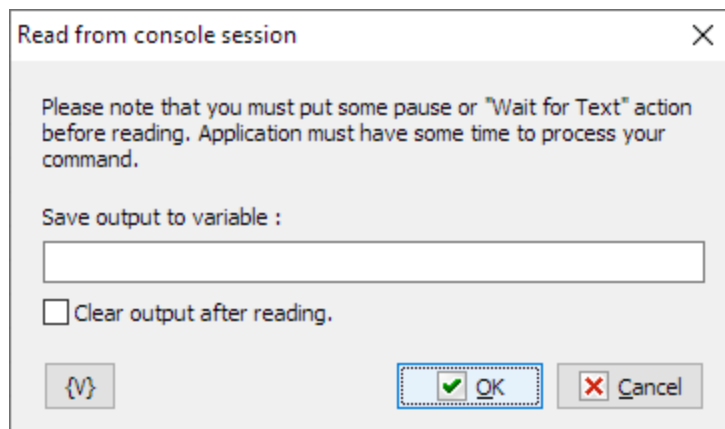 Read from console session
Please note that you must put some pause or "Wait for Text" action
before reading. Application must have some time to process your
command.
Save output to variable :
Clear output after reading.
{V} OK Cancel